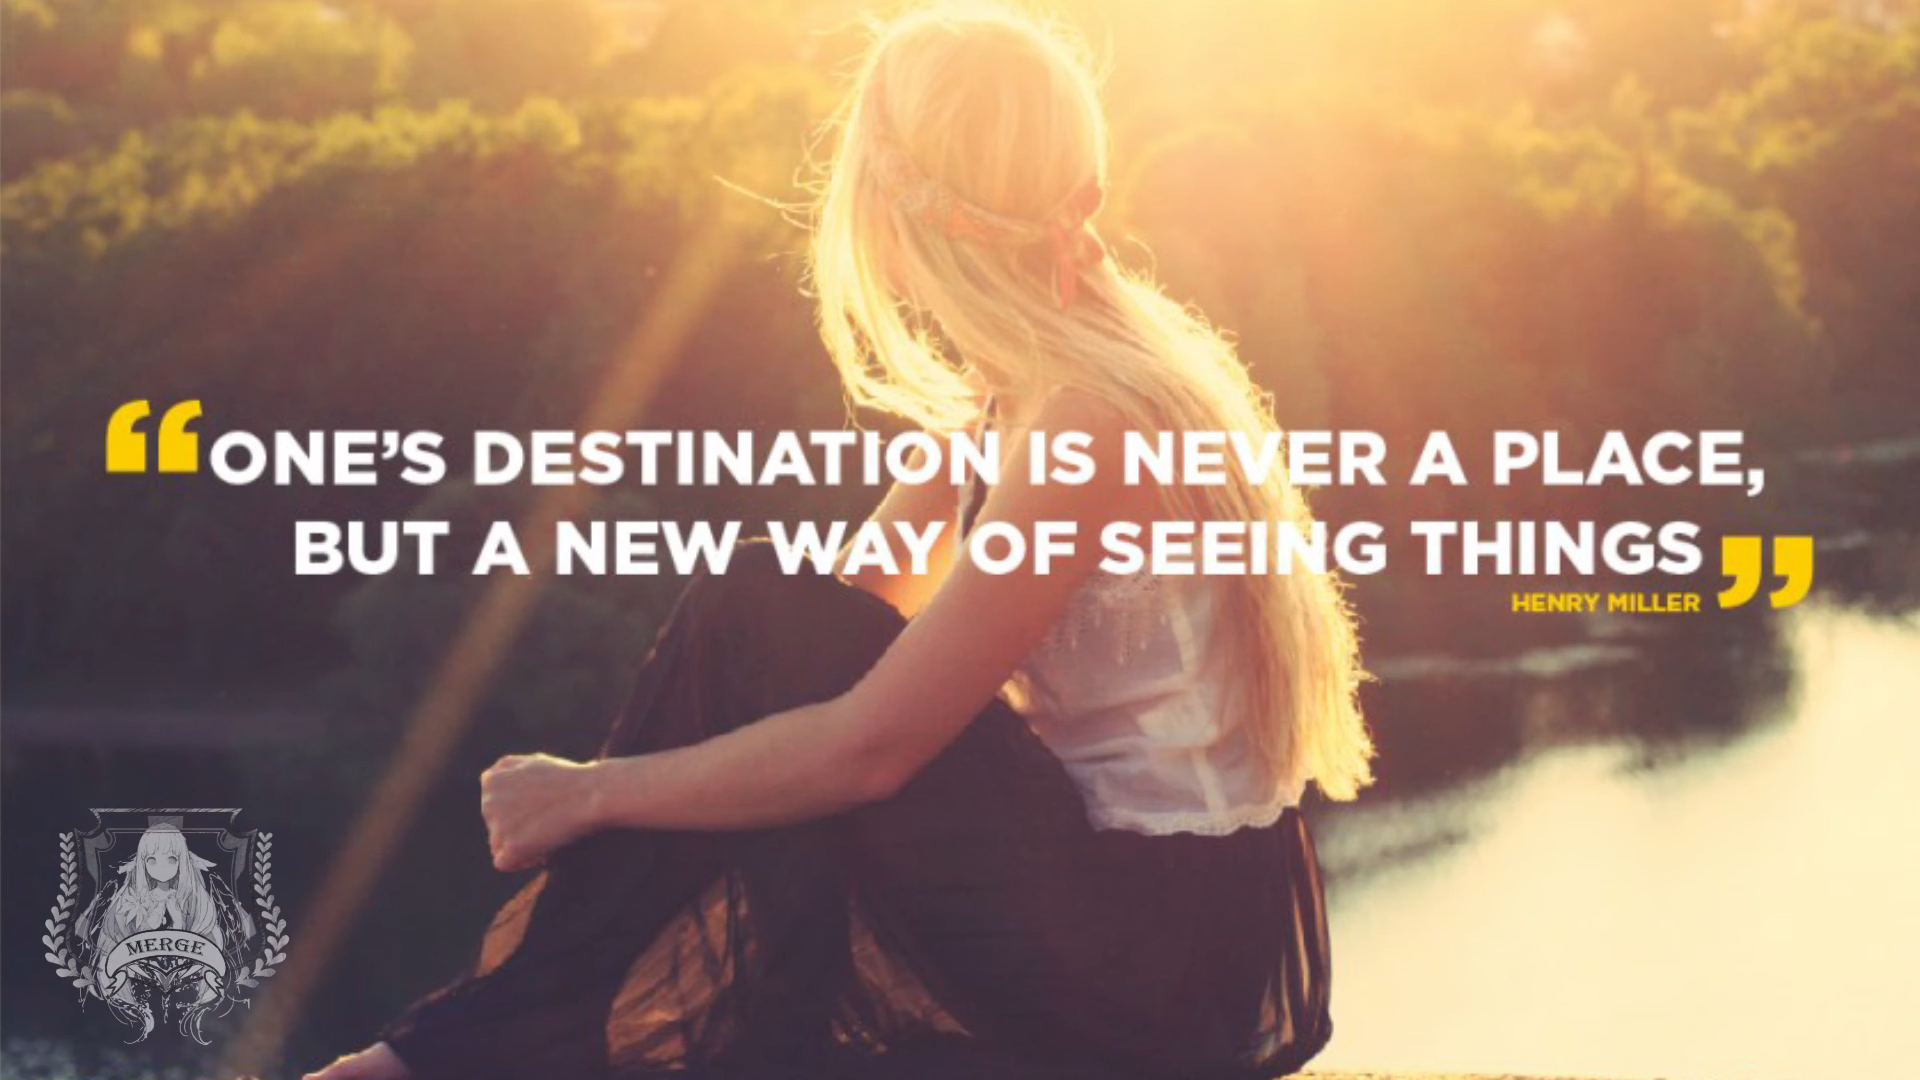 “ONE’S DESTINATION IS NEVER A PLACE,
BUT A NEW WAY OF SEEING THINGS”
HENRY MILLER
MERGE